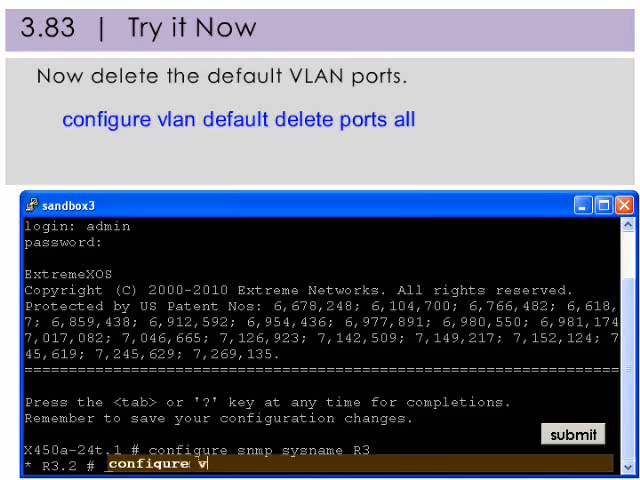 3.83 | Try it Now
Now delete the default VLAN ports.
configure vlan default delete ports all
sandbox3
login: admin
password:
ExtremeXOS
Copyright (C) 2000-2010 Extreme Networks. All rights reserved.
Protected by US Patent Nos: 6,678,248; 6,104,700; 6,766,482; 6,618,
7; 6,859,438; 6,912,592; 6,954,436; 6,977,891; 6,980,550; 6,981,174
7,017,082; 7,046,665; 7,126,923; 7,142,509; 7,149,217; 7,152,124; 7
45,619; 7,245,629; 7,269,135.
==================================================================
Press the <tab> or '?' key at any time for completions.
Remember to save your configuration changes.
submit
X450a-24t.1 # configure snmp sysname R3
* R3.2 # configure v